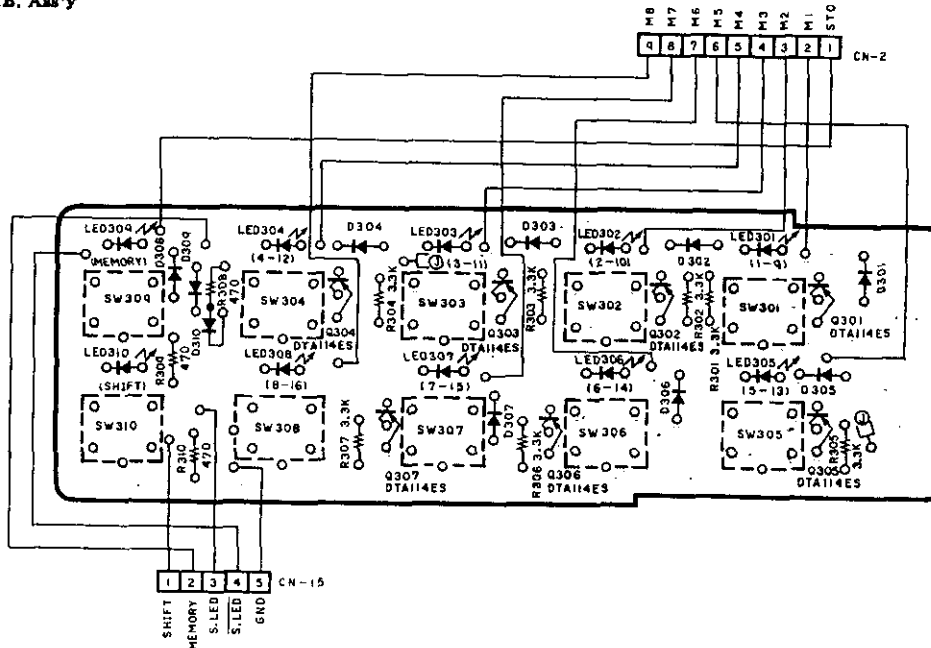 B. Ass'y
M8 M7 M6 M5 M4 M3 M2 M1 STO
9 8 7 6 5 4 3 2 1
CN-2
LED309
(MEMORY)
SW309
D308
D309
D310
R308
470
LED304
(4-12)
SW304
D304
Q304
DTA114ES
R304 3.3K
LED303
J
(3-11)
SW303
D303
Q303
DTA114ES
R303 3.3K
LED302
(2-10)
SW302
D302
Q302
DTA114ES
R302 3.3K
R301 3.3K
LED301
(1-9)
SW301
D301
Q301
DTA114ES
LED310
(SHIFT)
SW310
R309
470
R310
470
LED308
(8-16)
SW308
R307 3.3K
LED307
(7-15)
SW307
D307
Q307
DTA114ES
R306 3.3K
LED306
(6-14)
SW306
D306
Q306
DTA114ES
LED305
(5-13)
SW305
D305
Q305
DTA114ES
R305
3.3K
J
1 2 3 4 5
CN-15
SHIFT
MEMORY
S.LED
S.LED
GND